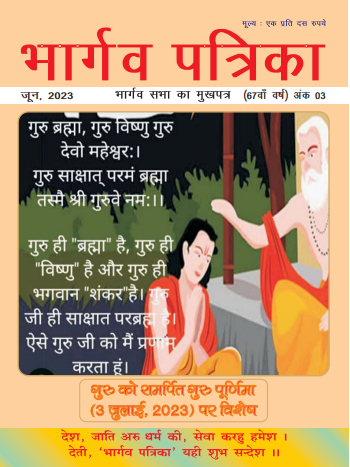 मूल्य : एक प्रति दस रुपये
भार्गव पत्रिका
जून, 2023 भार्गव सभा का मुखपत्र (67वाँ वर्ष) अंक 03
गुरु ब्रह्मा, गुरु विष्णु गुरु
देवो महेश्वर:।
गुरु साक्षात् परमं ब्रह्मा
तस्मै श्री गुरुवे नम:।।
गुरु ही "ब्रह्मा" है, गुरु ही
"विष्णु" है और गुरु ही
भगवान "शंकर"है। गुरु
जी ही साक्षात परब्रह्म है।
ऐसे गुरु जी को मैं प्रणाम
करता हूं।
गुरु को समर्पित गुरु पूर्णिमा
(3 जुलाई, 2023) पर विशेष
देश, जाति अरु धर्म की, सेवा करहु हमेश ।
देती, 'भार्गव पत्रिका' यही शुभ सन्देश ।।